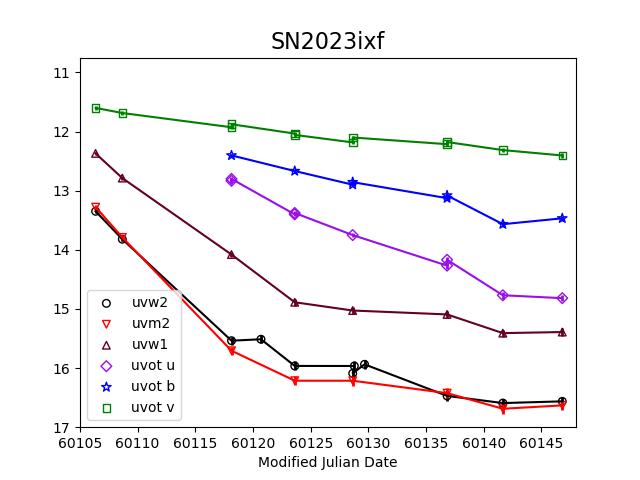 SN2023ixf
11
12
13
14
15
16
17
uvw2
uvm2
uvw1
uvot u
uvot b
uvot v
60105 60110 60115 60120 60125 60130 60135 60140 60145
Modified Julian Date